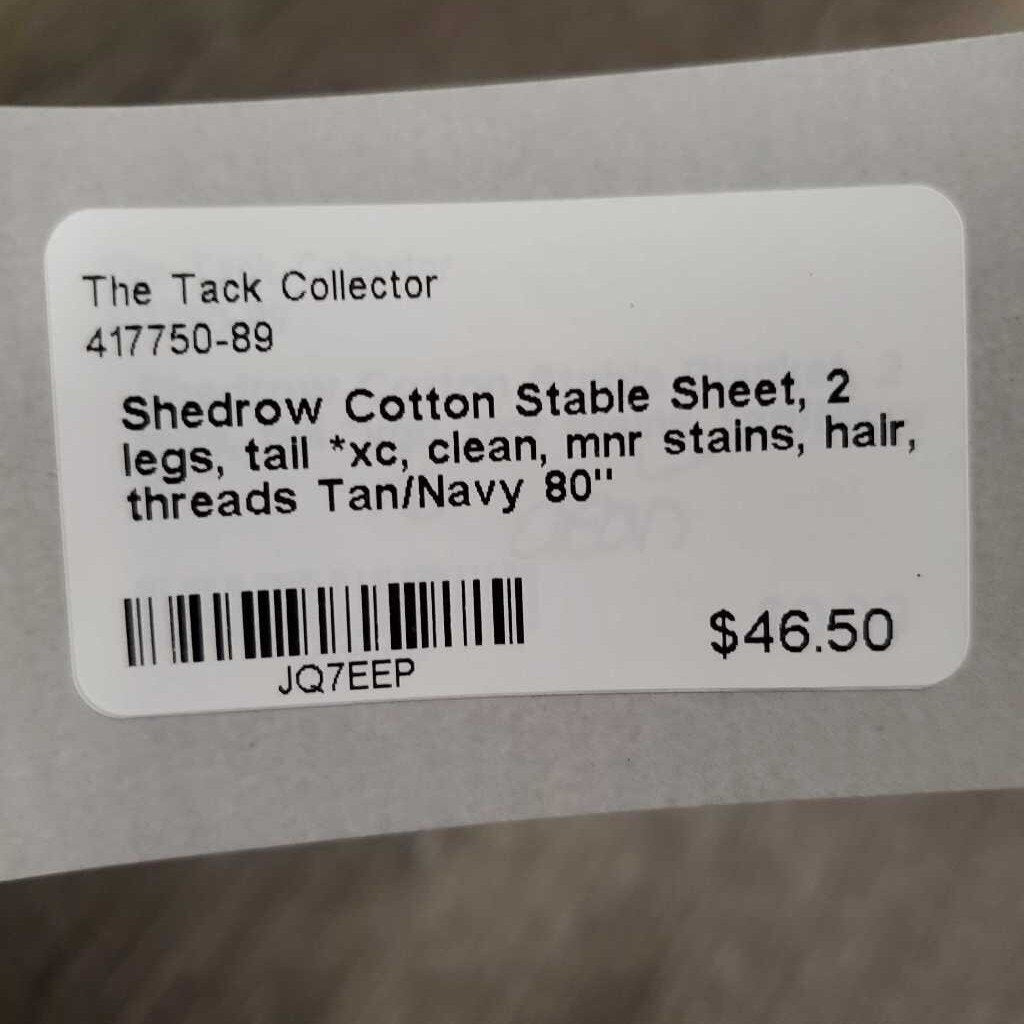 The Tack Collector
417750-89
Shedrow Cotton Stable Sheet, 2
legs, tail *xc, clean, mnr stains, hair,
threads Tan/Navy 80"
JQ7EEP
$46.50